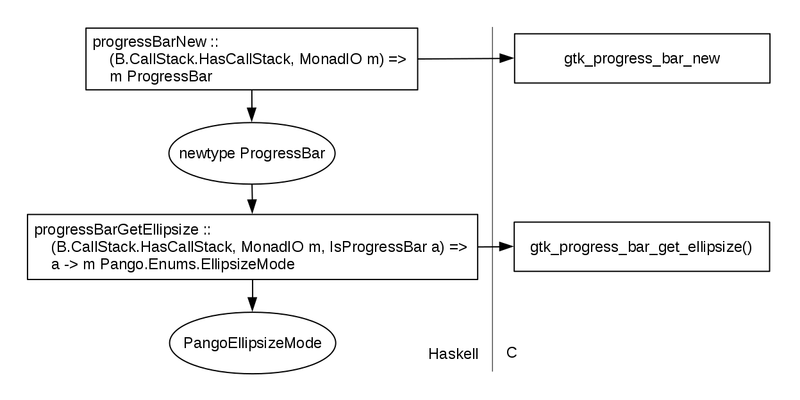 progressBarNew ::
(B.CallStack.HasCallStack, MonadIO m) =>
m ProgressBar
gtk_progress_bar_new
newtype ProgressBar
progressBarGetEllipsize ::
(B.CallStack.HasCallStack, MonadIO m, IsProgressBar a) =>
a -> m Pango.Enums.EllipsizeMode
gtk_progress_bar_get_ellipsize()
PangoEllipsizeMode
Haskell
C